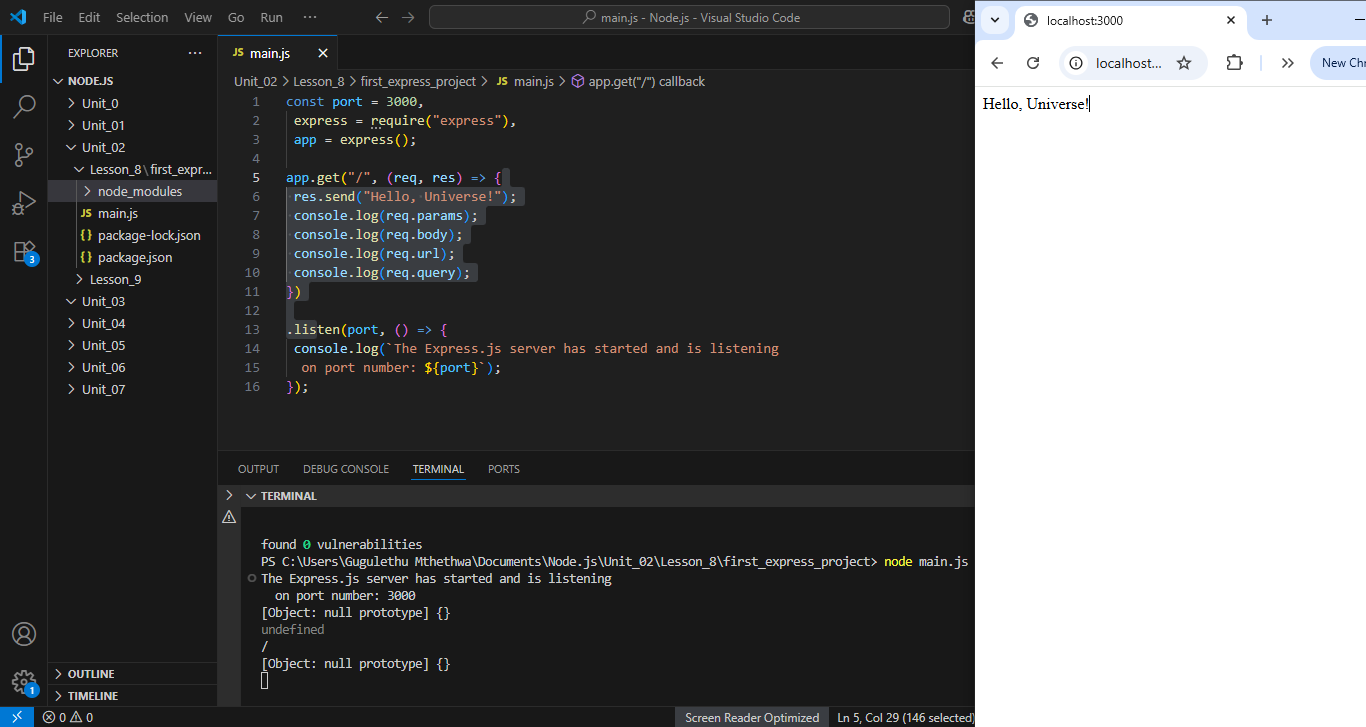 File Edit Selection View Go Run ···
main.js - Node.js - Visual Studio Code
EXPLORER ···
NODE.JS
Unit_0
Unit_01
Unit_02
Lesson_8\first_expr...
node_modules
JS main.js
{} package-lock.json
{} package.json
Lesson_9
Unit_03
Unit_04
Unit_05
Unit_06
Unit_07
OUTLINE
TIMELINE
3
1
JS main.js
Unit_02 > Lesson_8 > first_express_project > JS main.js > app.get("/") callback
1 const port = 3000,
2 express = require("express"),
3 app = express();
4
5 app.get("/", (req, res) => {
6 res.send("Hello, Universe!");
7 console.log(req.params);
8 console.log(req.body);
9 console.log(req.url);
10 console.log(req.query);
11 })
12
13 .listen(port, () => {
14 console.log(`The Express.js server has started and is listening
15 on port number: ${port}`);
16 });
OUTPUT DEBUG CONSOLE TERMINAL PORTS
TERMINAL
found 0 vulnerabilities
PS C:\Users\Gugulethu Mthethwa\Documents\Node.js\Unit_02\Lesson_8\first_express_project> node main.js
The Express.js server has started and is listening
on port number: 3000
[Object: null prototype] {}
undefined
/
[Object: null prototype] {}
0 0
Screen Reader Optimized Ln 5, Col 29 (146 selected)
localhost:3000
localhost...
New Chr
Hello, Universe!